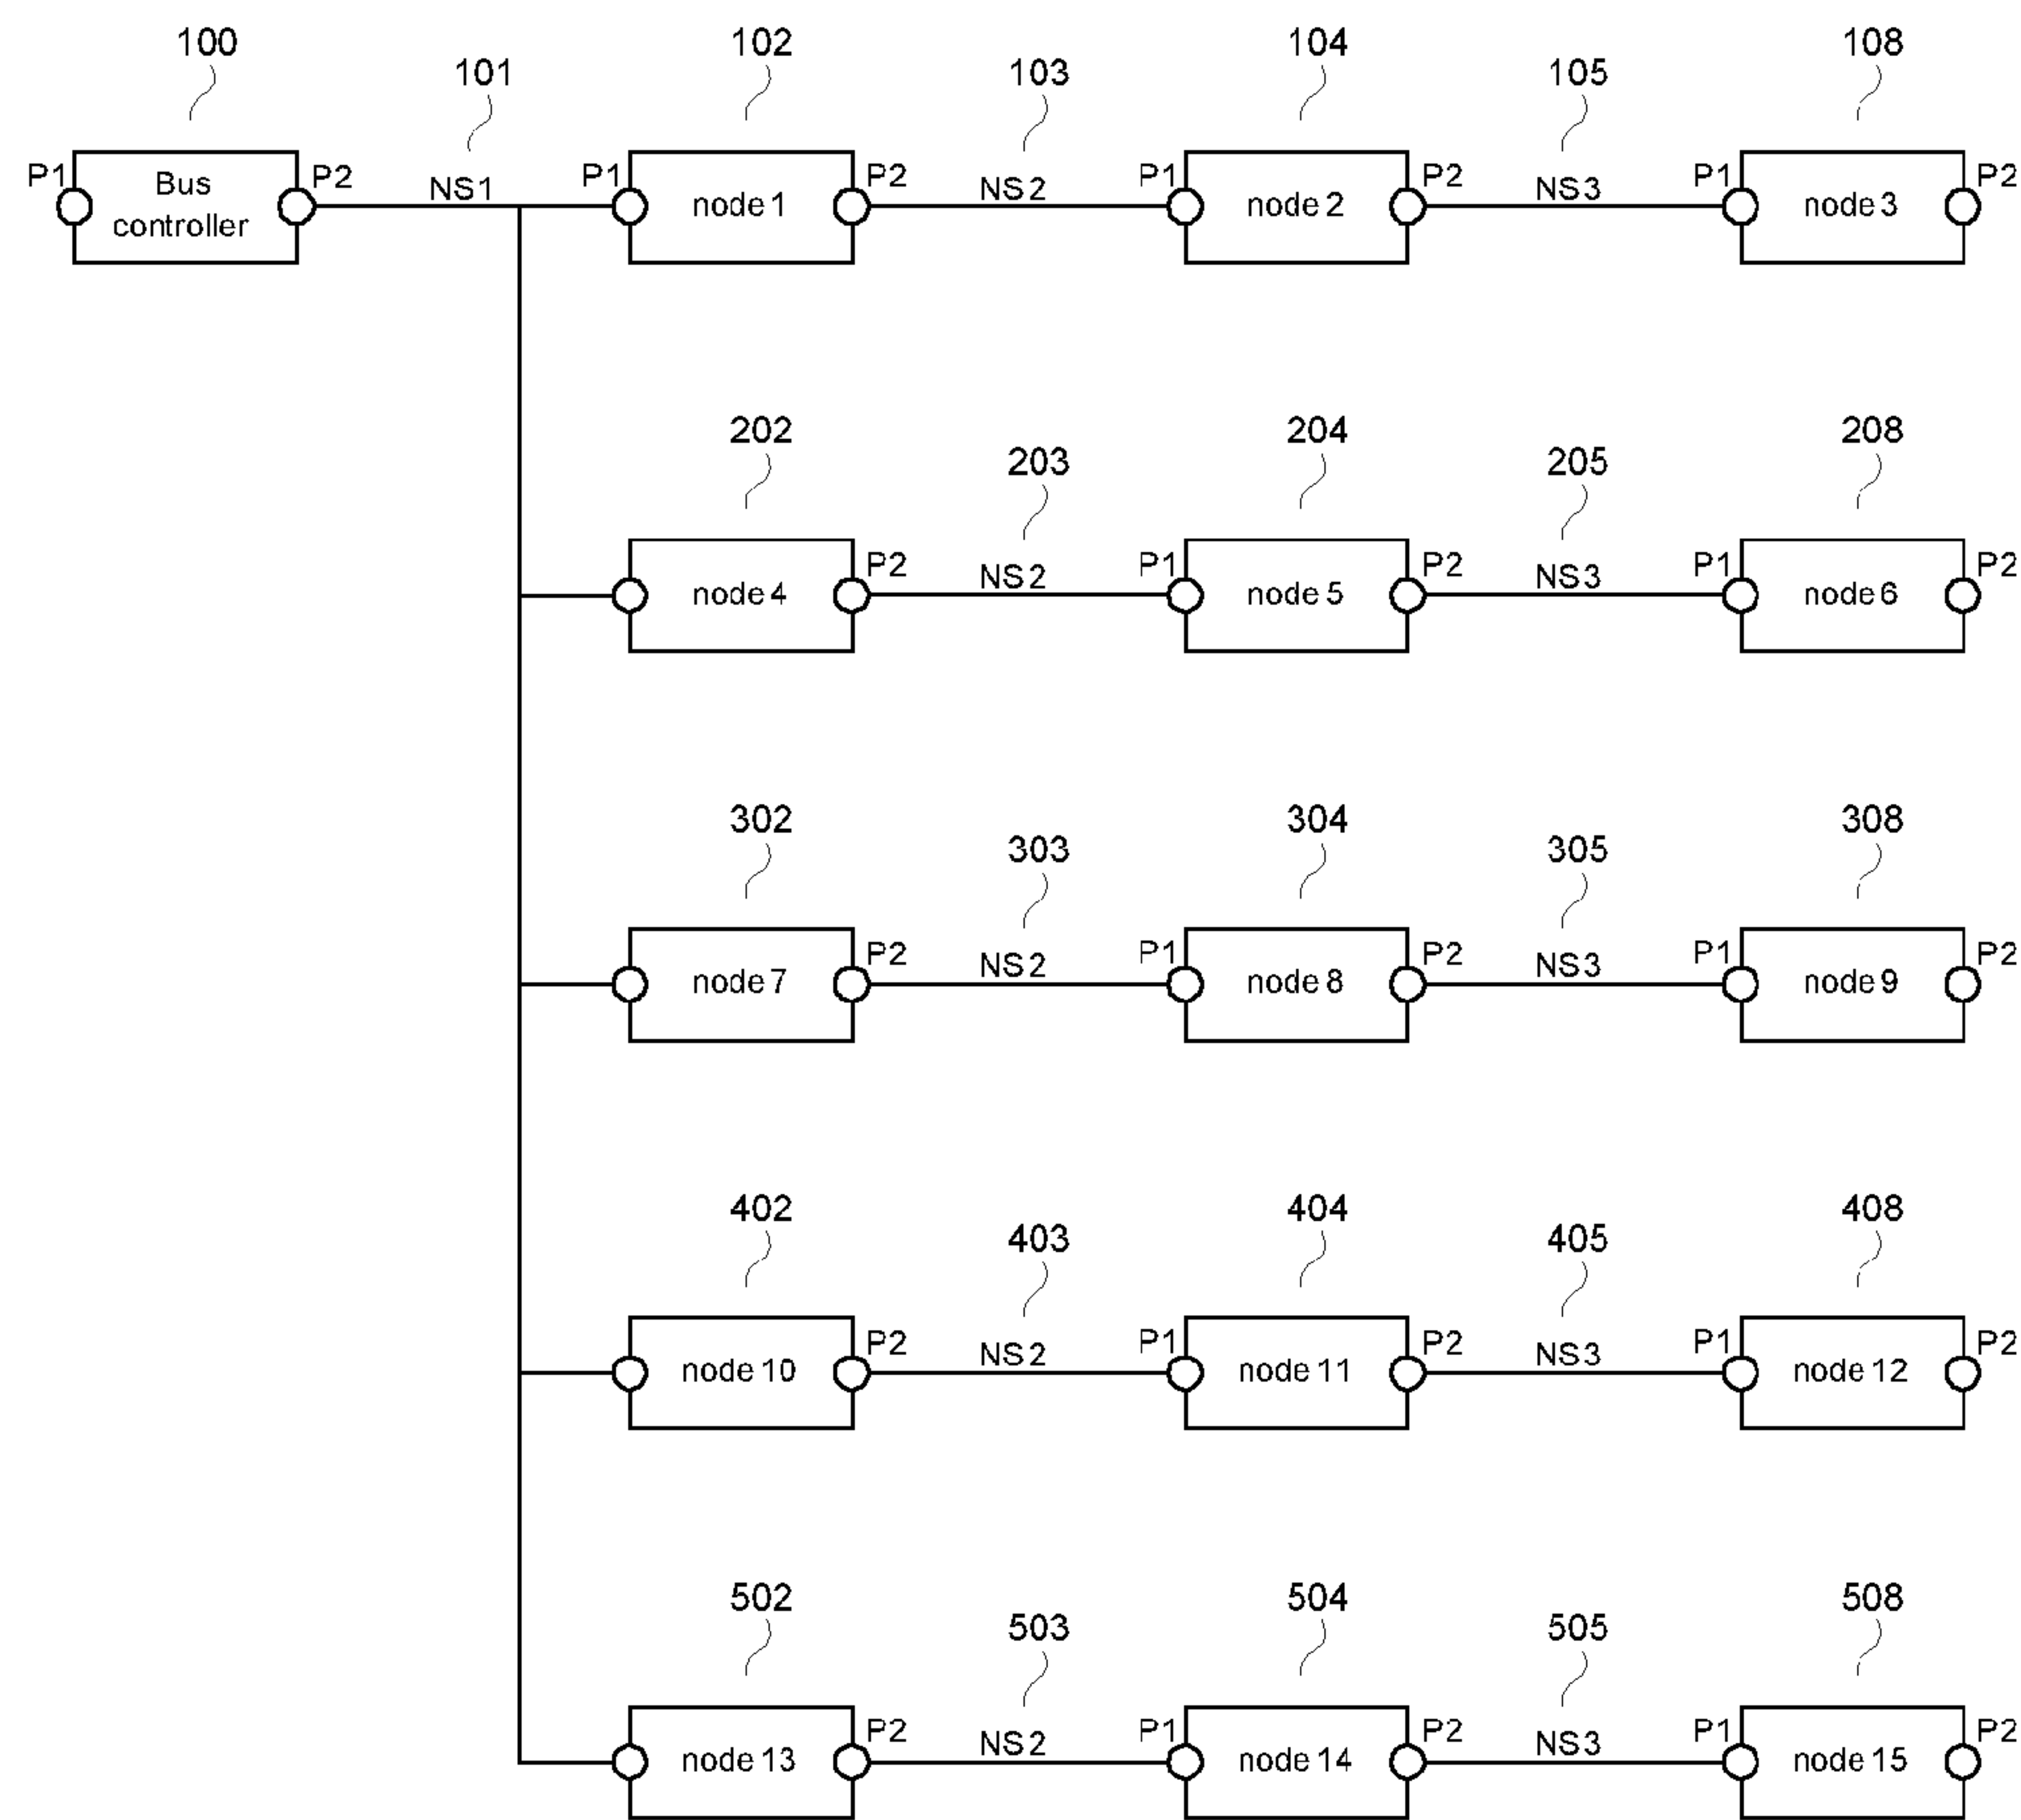 100 102 104 108
101 103 105
P1 Bus P2 NS1 P1 P2 NS2 P1 P2 NS3 P1 P2
controller node 1 node 2 node 3
202 204 208
203 205
P2 NS2 P1 P2 NS3 P1 P2
node 4 node 5 node 6
302 304 308
303 305
P2 NS2 P1 P2 NS3 P1 P2
node 7 node 8 node 9
402 404 408
403 405
P2 NS2 P1 P2 NS3 P1 P2
node 10 node 11 node 12
502 504 508
503 505
P2 NS2 P1 P2 NS3 P1 P2
node 13 node 14 node 15